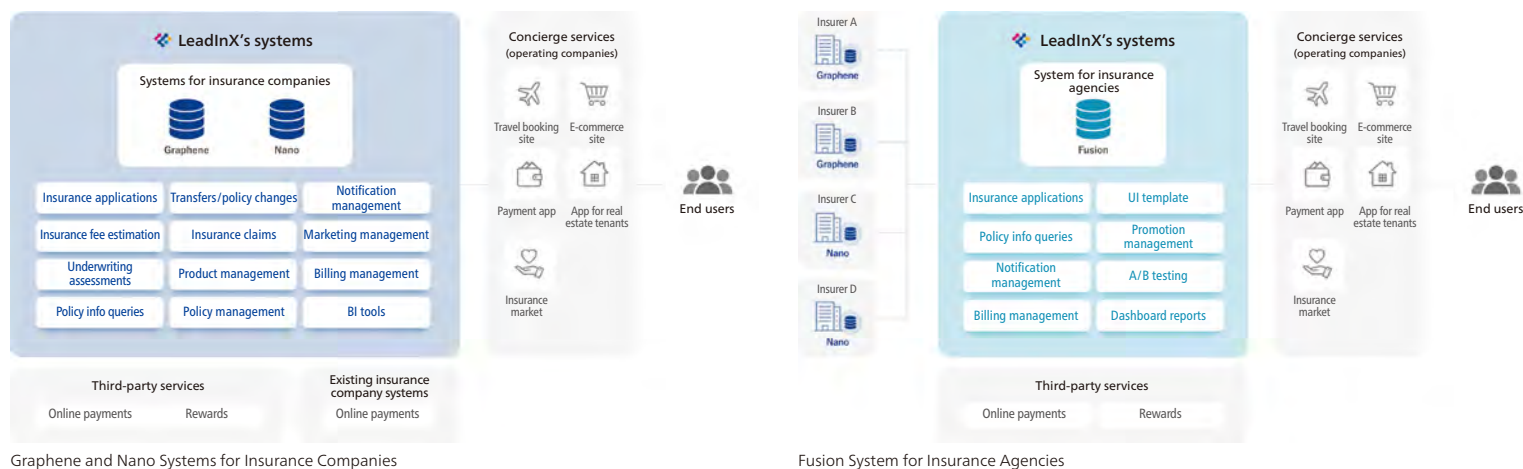 LeadInX's systems
Systems for insurance companies
Graphene
Nano
Insurance applications
Transfers/policy changes
Notification
management
Insurance fee estimation
Insurance claims
Marketing management
Underwriting
assessments
Product management
Billing management
Policy info queries
Policy management
BI tools
Third-party services
Online payments
Rewards
Existing insurance
company systems
Online payments
Concierge services
(operating companies)
Travel booking
site
E-commerce
site
Payment app
App for real
estate tenants
Insurance
market
End users
Graphene and Nano Systems for Insurance Companies
Insurer A
Graphene
Insurer B
Graphene
Insurer C
Nano
Insurer D
Nano
LeadInX's systems
System for insurance
agencies
Fusion
Insurance applications
UI template
Policy info queries
Promotion
management
Notification
management
A/B testing
Billing management
Dashboard reports
Third-party services
Online payments
Rewards
Concierge services
(operating companies)
Travel booking
site
E-commerce
site
Payment app
App for real
estate tenants
Insurance
market
End users
Fusion System for Insurance Agencies